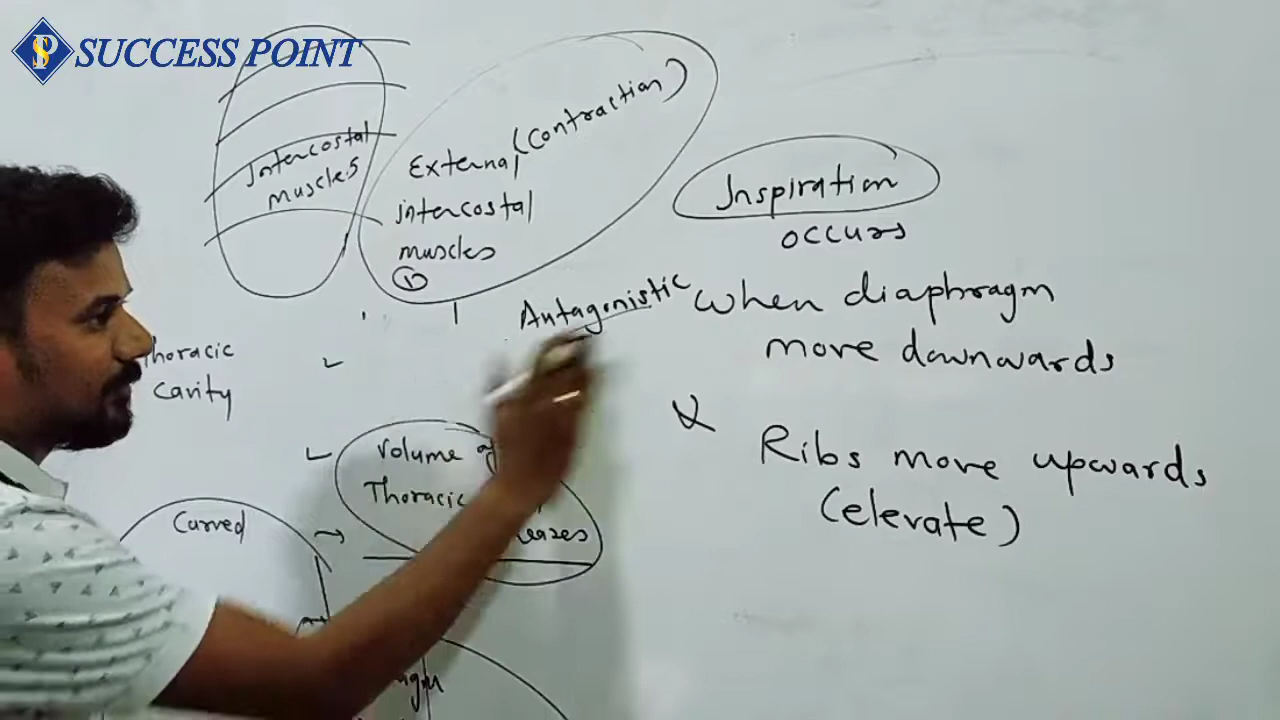 SUCCESS POINT
Intercostal
muscles
External (Contraction)
intercostal
muscles
①
Inspiration
occurs
Antagonistic
when diaphragm
move downwards
&
Ribs move upwards
(elevate)
Thoracic
cavity
Volume of
Thoracic
Curved